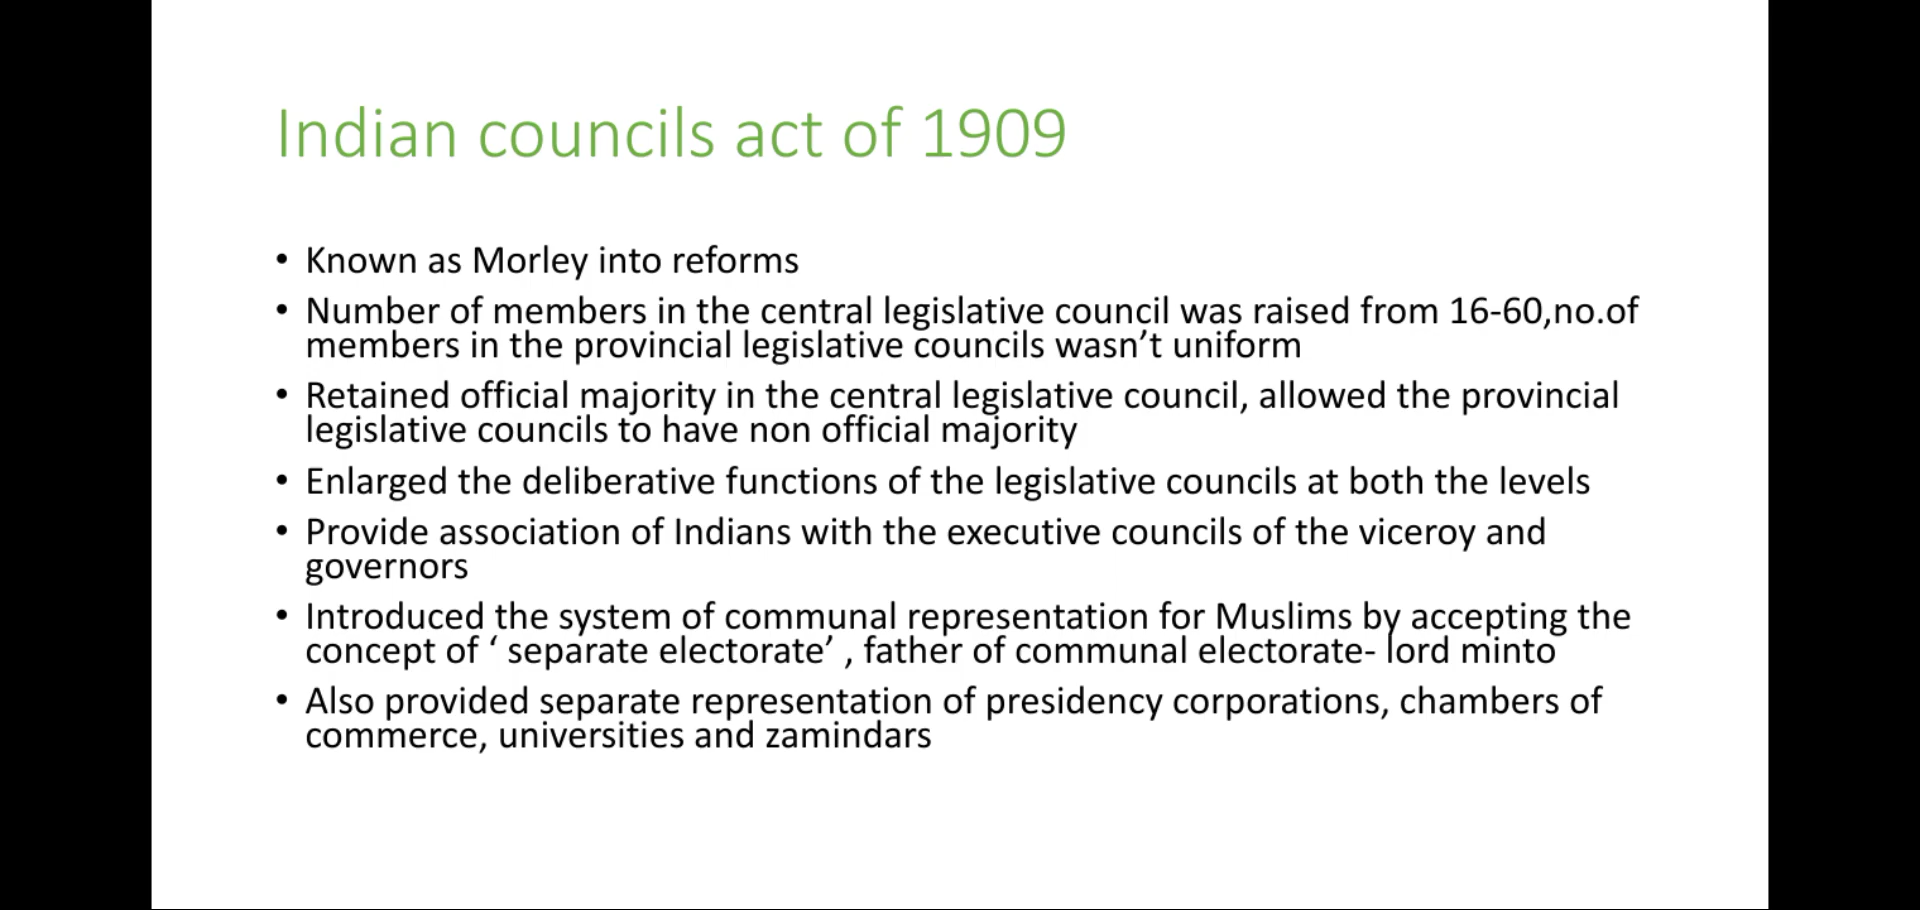 Indian councils act of 1909
• Known as Morley into reforms
• Number of members in the central legislative council was raised from 16-60,no.of
members in the provincial legislative councils wasn’t uniform
• Retained official majority in the central legislative council, allowed the provincial
legislative councils to have non official majority
• Enlarged the deliberative functions of the legislative councils at both the levels
• Provide association of Indians with the executive councils of the viceroy and
governors
• Introduced the system of communal representation for Muslims by accepting the
concept of ‘ separate electorate’ , father of communal electorate- lord minto
• Also provided separate representation of presidency corporations, chambers of
commerce, universities and zamindars